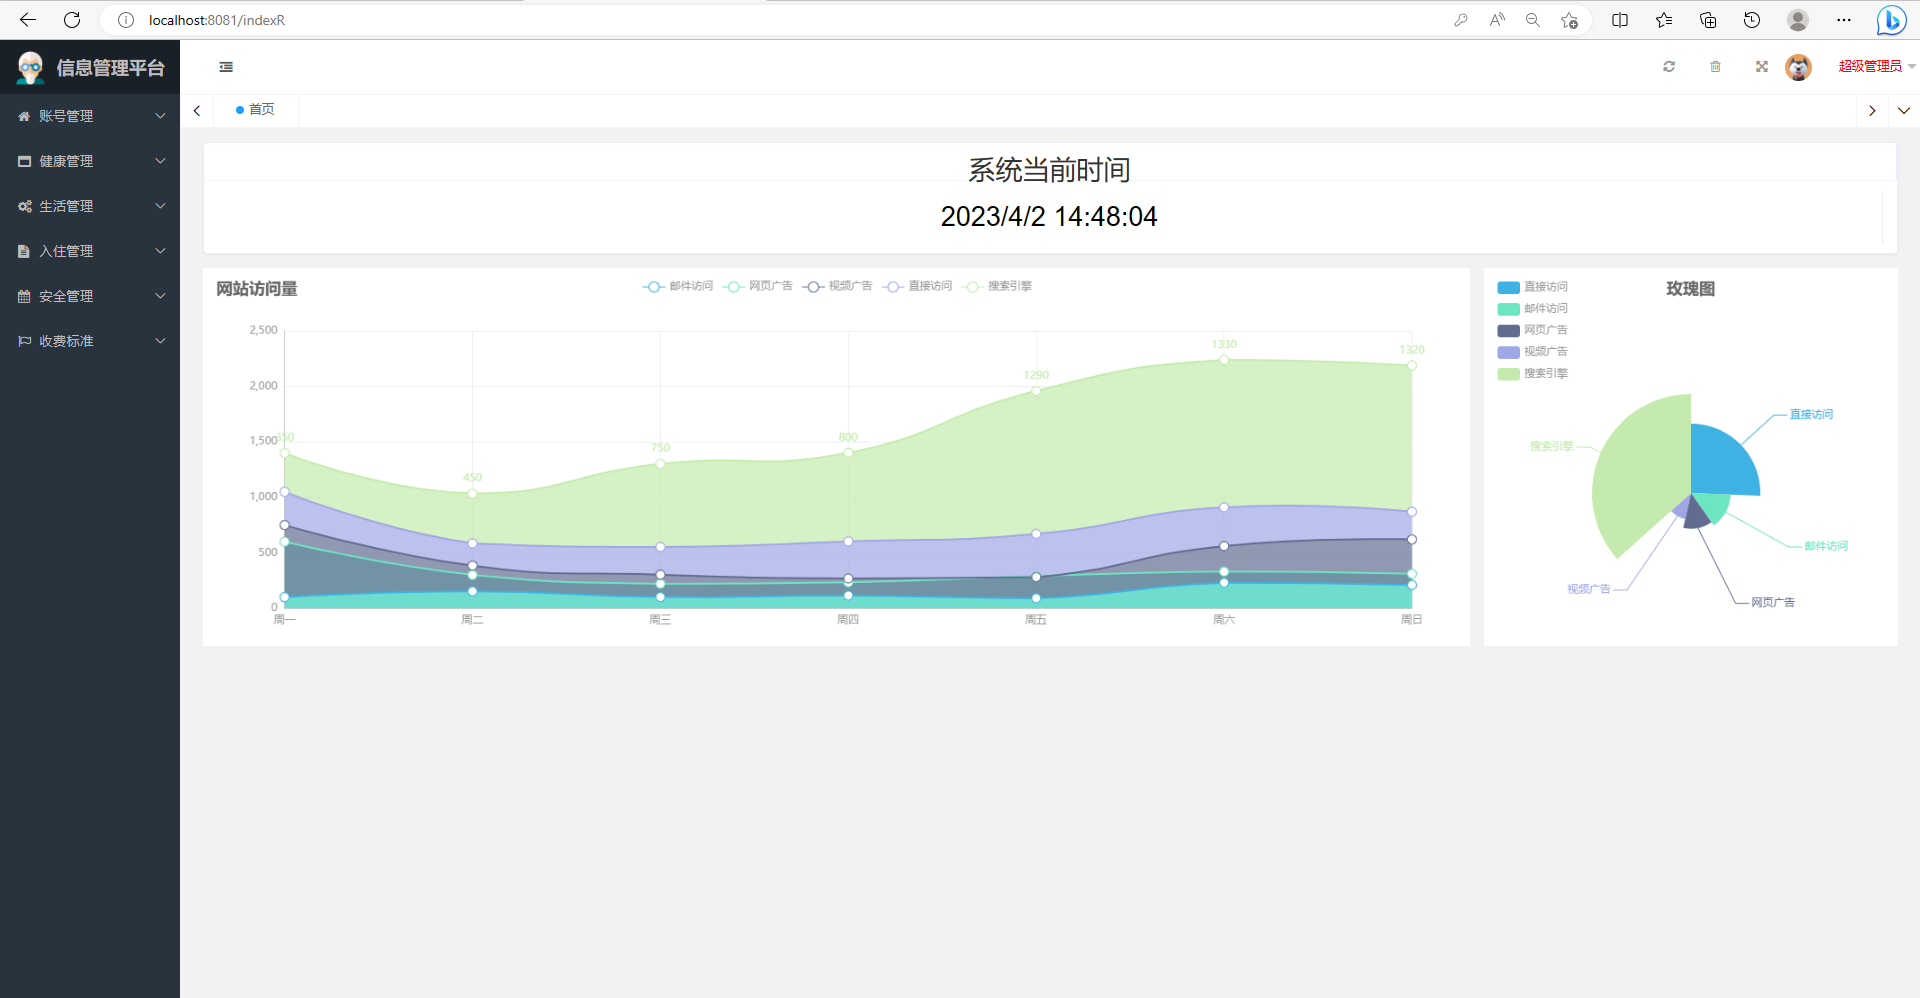 localhost:8081/indexR
信息管理平台
超级管理员
账号管理
健康管理
生活管理
入住管理
安全管理
收费标准
首页
系统当前时间
2023/4/2 14:48:04
网站访问量
邮件访问 网页广告 视频广告 直接访问 搜索引擎
2,500
2,000
1,500
1,000
500
0
350
450
750
800
1290
1330
1320
周一 周二 周三 周四 周五 周六 周日
玫瑰图
直接访问
邮件访问
网页广告
视频广告
搜索引擎
直接访问
搜索引擎
邮件访问
视频广告
网页广告